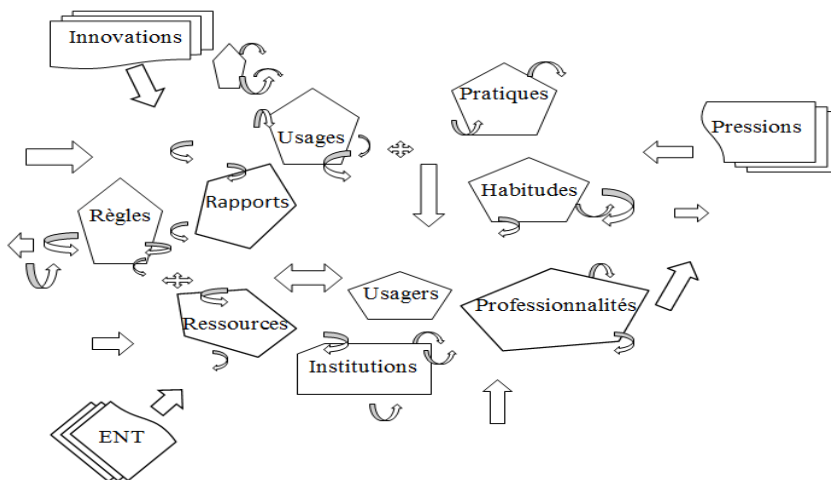 Innovations
Pratiques
Pressions
Usages
Habitudes
Rapports
Règles
Usagers
Professionnalités
Ressources
Institutions
ENT